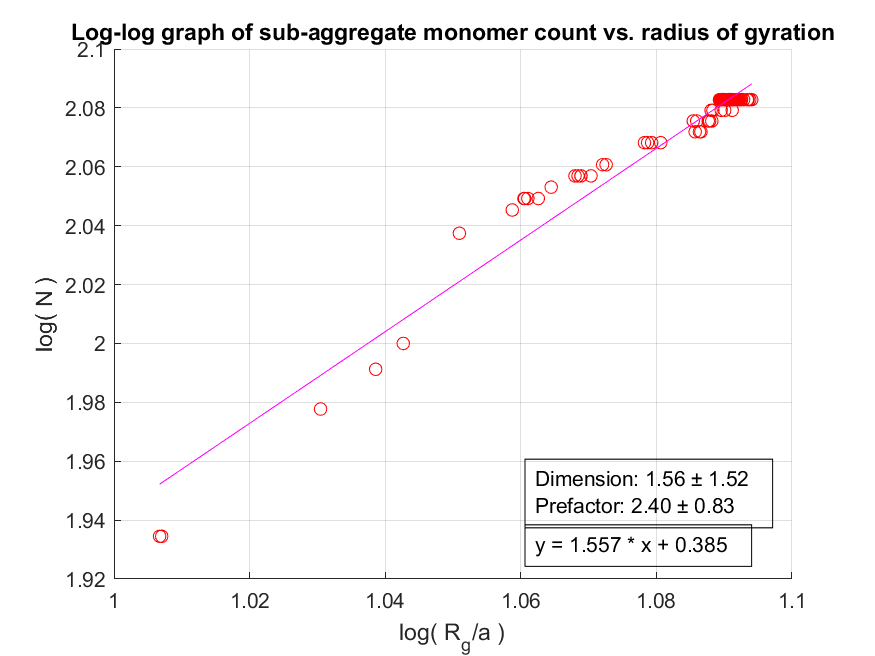 Log-log graph of sub-aggregate monomer count vs. radius of gyration
2.1
2.08
2.06
2.04
2.02
2
1.98
1.96
1.94
1.92
log( N )
Dimension: 1.56 ± 1.52
Prefactor: 2.40 ± 0.83
y = 1.557 * x + 0.385
1 1.02 1.04 1.06 1.08 1.1
log( R_g/a )